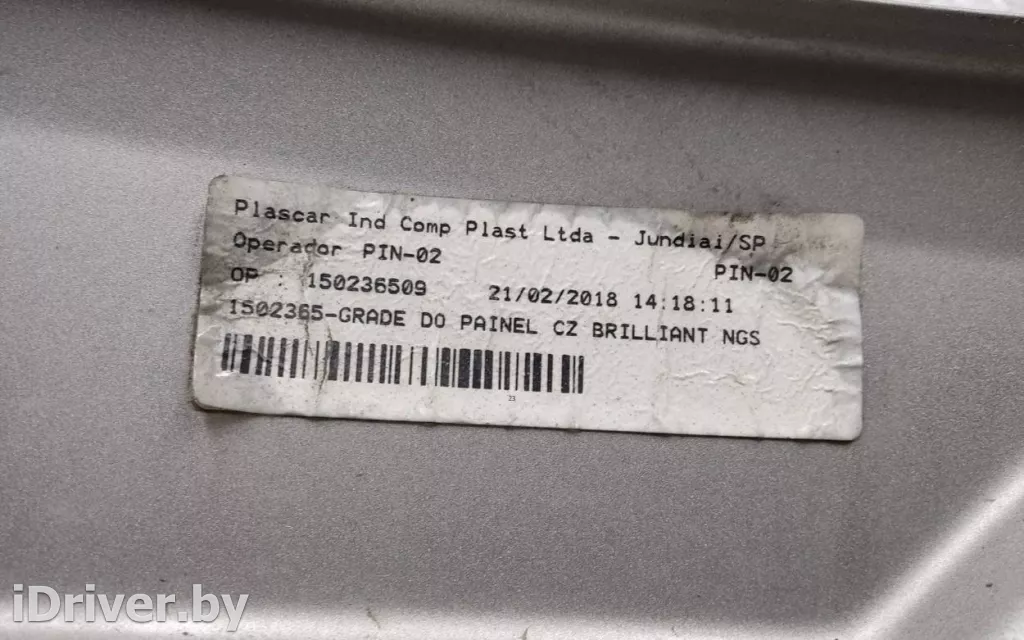 Plascar Ind Comp Plast Ltda - Jundiai/SP
Operador PIN-02 PIN-02
OP : 150236509 21/02/2018 14:18:11
1502365-GRADE DO PAINEL CZ BRILLIANT NGS
23
iDriver.by